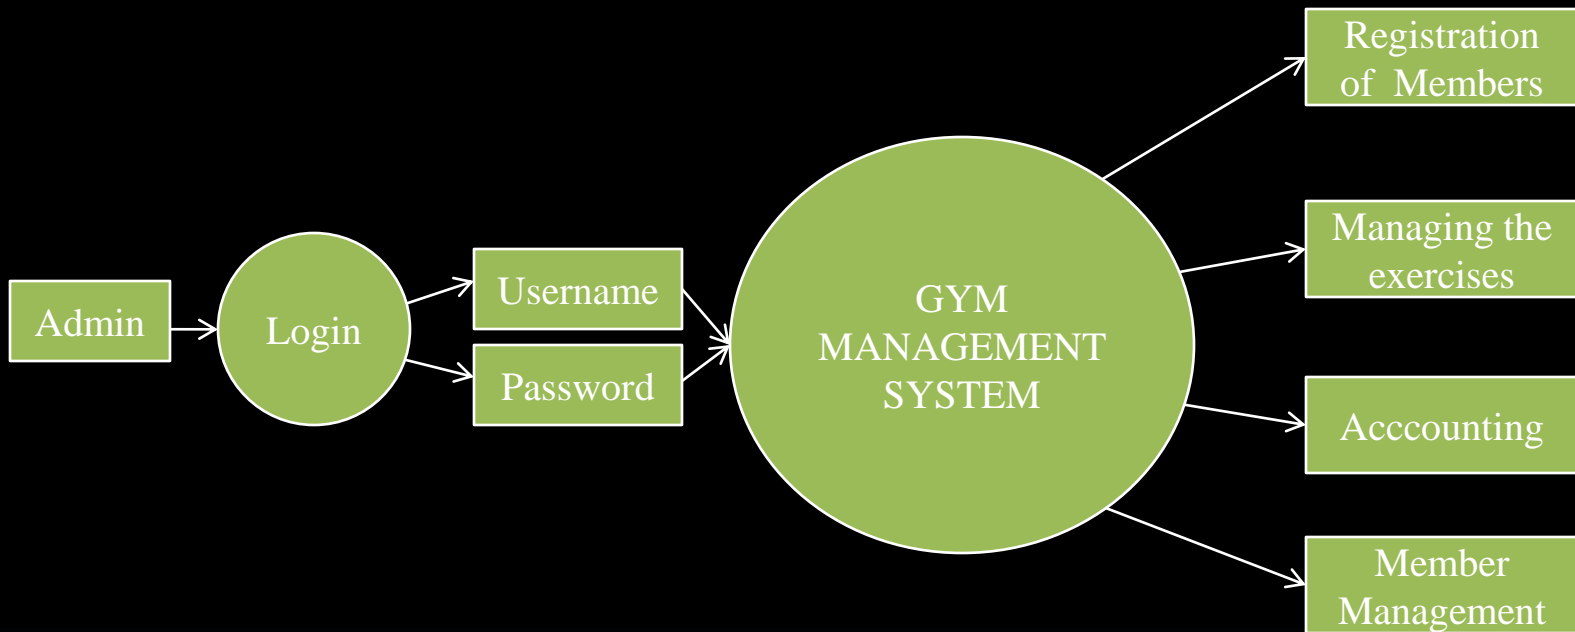 Registration
of Members
Managing the
exercises
Admin
Login
Username
Password
GYM
MANAGEMENT
SYSTEM
Acccounting
Member
Management